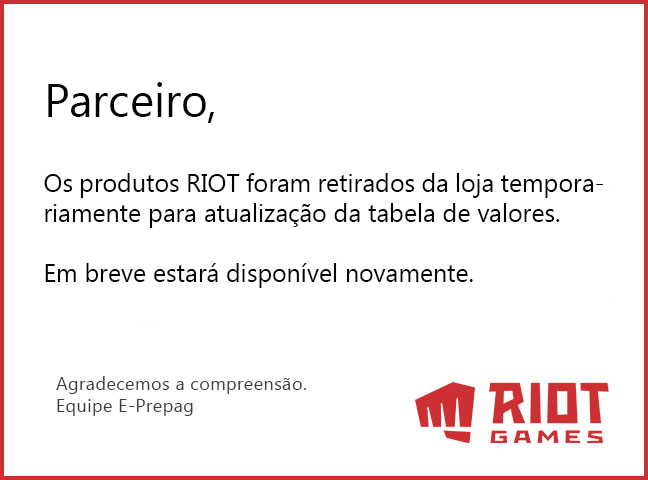 Parceiro,
Os produtos RIOT foram retirados da loja tempora-
riamente para atualização da tabela de valores.
Em breve estará disponível novamente.
Agradecemos a compreensão.
Equipe E-Prepag
RIOT
GAMES